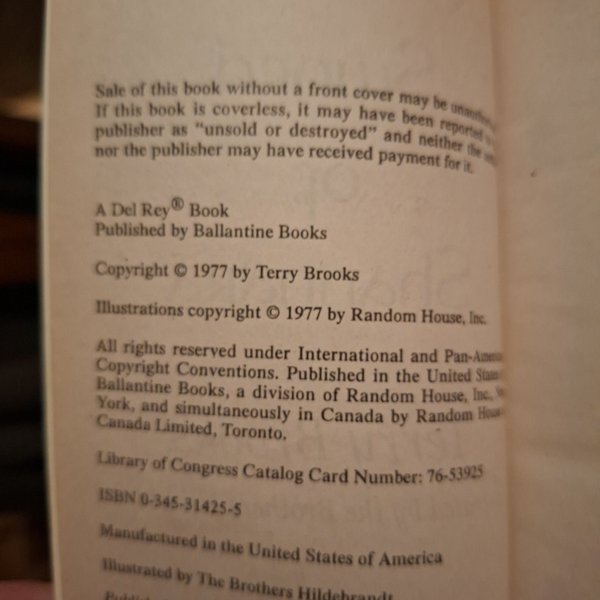 Sale of this book without a front cover may be
If this book is coverless, it may have been reported
publisher as "unsold or destroyed" and neither the
nor the publisher may have received payment for it.
A Del Rey® Book
Published by Ballantine Books
Copyright © 1977 by Terry Brooks
Illustrations copyright © 1977 by Random House, Inc.
All rights reserved under International and Pan-American
Copyright Conventions. Published in the United States
Ballantine Books, a division of Random House, Inc.,
York, and simultaneously in Canada by Random House
Canada Limited, Toronto.
Library of Congress Catalog Card Number: 76-53925
ISBN 0-345-31425-5
Manufactured in the United States of America
Illustrated by The Brothers Hildebrandt